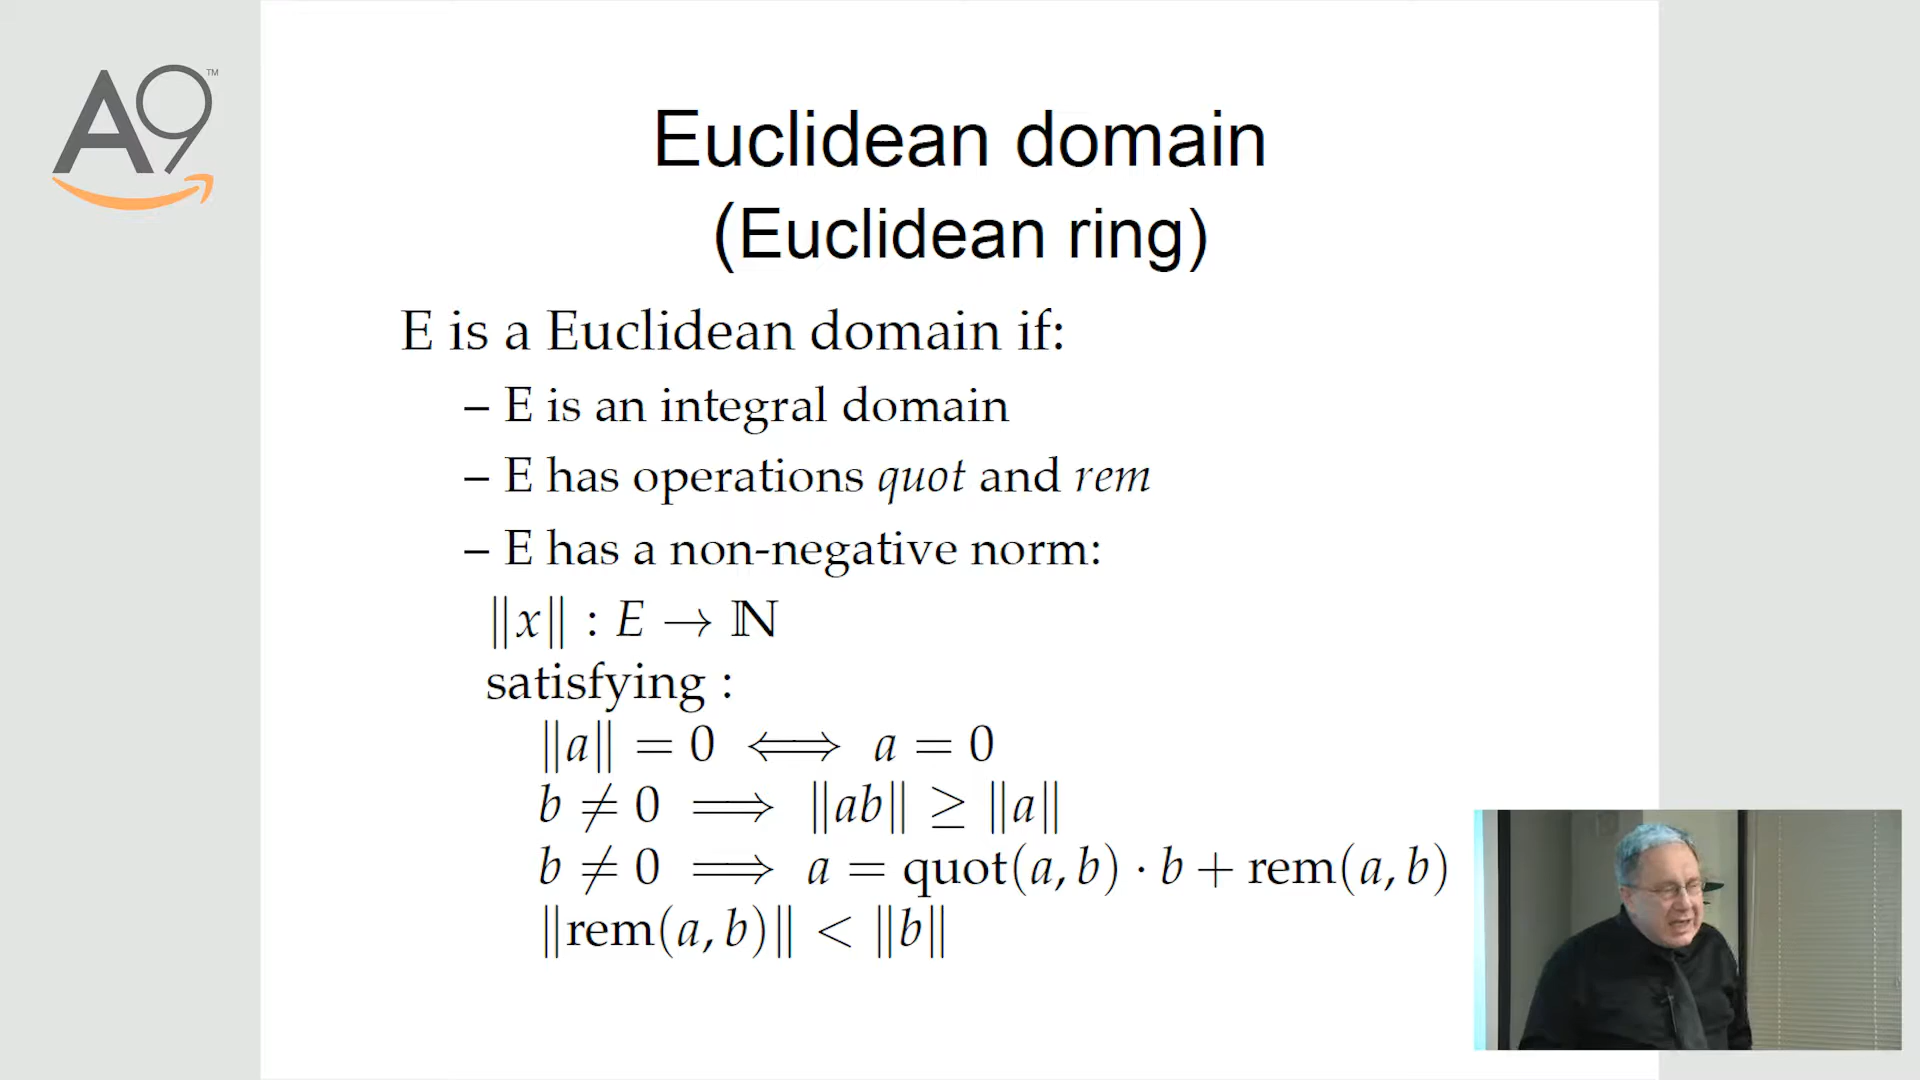 A9™
Euclidean domain
(Euclidean ring)
E is a Euclidean domain if:
– E is an integral domain
– E has operations quot and rem
– E has a non-negative norm:
‖x‖ : E → ℕ
satisfying :
‖a‖ = 0 ⟺ a = 0
b ≠ 0 ⟹ ‖ab‖ ≥ ‖a‖
b ≠ 0 ⟹ a = quot(a, b) · b + rem(a, b)
‖rem(a, b)‖ < ‖b‖